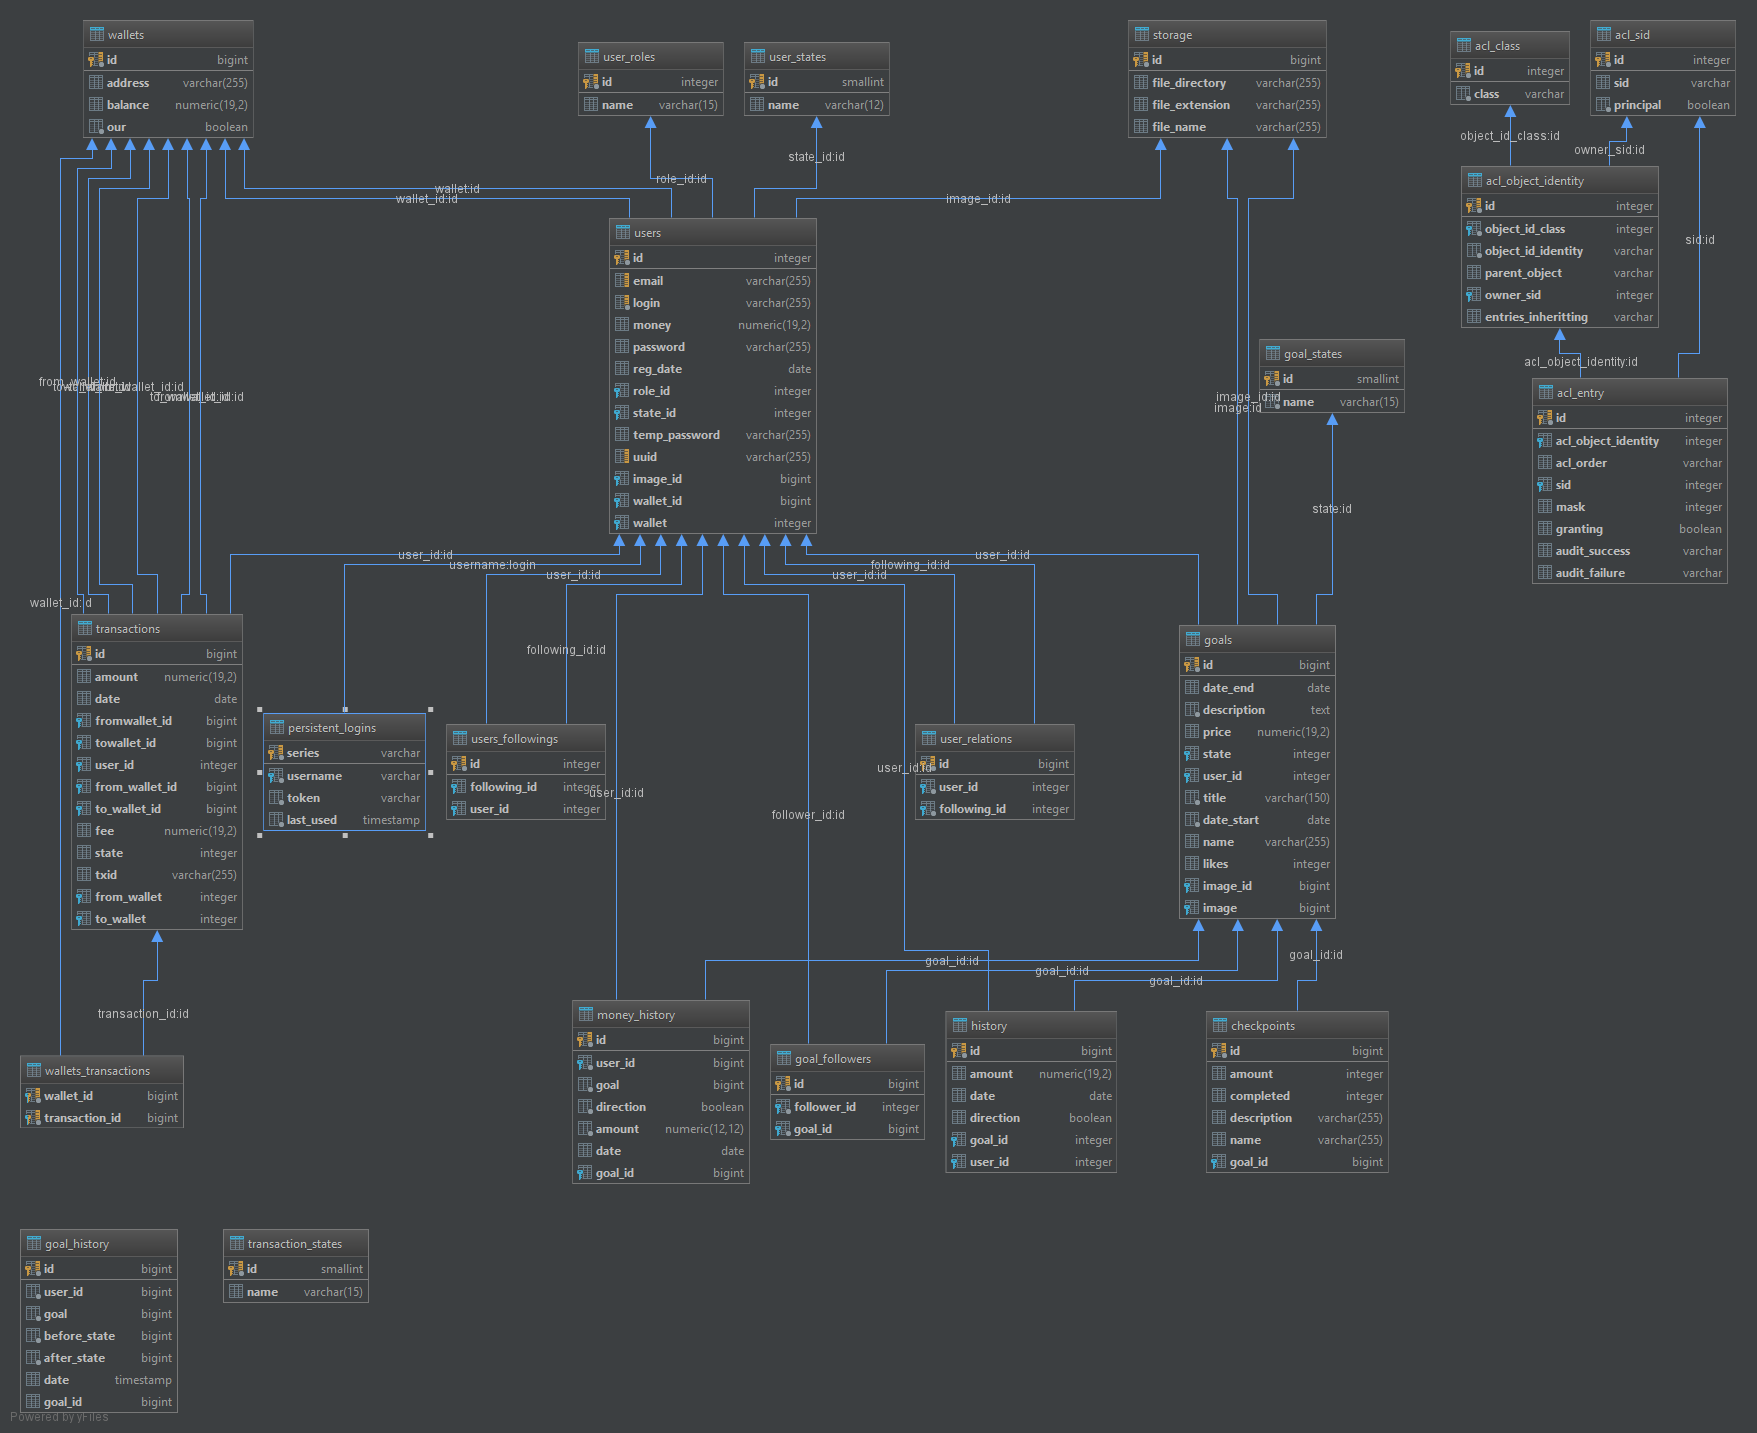 wallets
id bigint
address varchar(255)
balance numeric(19,2)
our boolean
user_roles
id integer
name varchar(15)
user_states
id smallint
name varchar(12)
storage
id bigint
file_directory varchar(255)
file_extension varchar(255)
file_name varchar(255)
acl_class
id integer
class varchar
acl_sid
id integer
sid varchar
principal boolean
object_id_class:id
owner_sid:id
state_id:id
role_id:id
wallet:id
wallet_id:id
image_id:id
acl_object_identity
id integer
object_id_class integer
object_id_identity varchar
parent_object varchar
owner_sid integer
entries_inheritting varchar
sid:id
acl_object_identity:id
users
id integer
email varchar(255)
login varchar(255)
money numeric(19,2)
password varchar(255)
reg_date date
role_id integer
state_id integer
temp_password varchar(255)
uuid varchar(255)
image_id bigint
wallet_id bigint
wallet integer
goal_states
id smallint
name varchar(15)
image:id
state:id
acl_entry
id integer
acl_object_identity integer
acl_order varchar
sid integer
mask integer
granting boolean
audit_success varchar
audit_failure varchar
user_id:id
username:login
user_id:id
user_id:id
following_id:id
user_id:id
wallet_id:id
following_id:id
user_id:id
follower_id:id
transactions
id bigint
amount numeric(19,2)
date date
fromwallet_id bigint
towallet_id bigint
user_id integer
from_wallet_id bigint
to_wallet_id bigint
fee numeric(19,2)
state integer
txid varchar(255)
from_wallet integer
to_wallet integer
persistent_logins
series varchar
username varchar
token varchar
last_used timestamp
users_followings
id integer
following_id integer
user_id integer
user_relations
id bigint
user_id integer
following_id integer
goals
id bigint
date_end date
description text
price numeric(19,2)
state integer
user_id integer
title varchar(150)
date_start date
name varchar(255)
likes integer
image_id bigint
image bigint
goal_id:id
goal_id:id
goal_id:id
goal_id:id
transaction_id:id
wallets_transactions
wallet_id bigint
transaction_id bigint
money_history
id bigint
user_id bigint
goal bigint
direction boolean
amount numeric(12,12)
date date
goal_id bigint
goal_followers
id bigint
follower_id integer
goal_id bigint
history
id bigint
amount numeric(19,2)
date date
direction boolean
goal_id integer
user_id integer
checkpoints
id bigint
amount integer
completed integer
description varchar(255)
name varchar(255)
goal_id bigint
goal_history
id bigint
user_id bigint
goal bigint
before_state bigint
after_state bigint
date timestamp
goal_id bigint
transaction_states
id smallint
name varchar(15)
Powered by yFiles